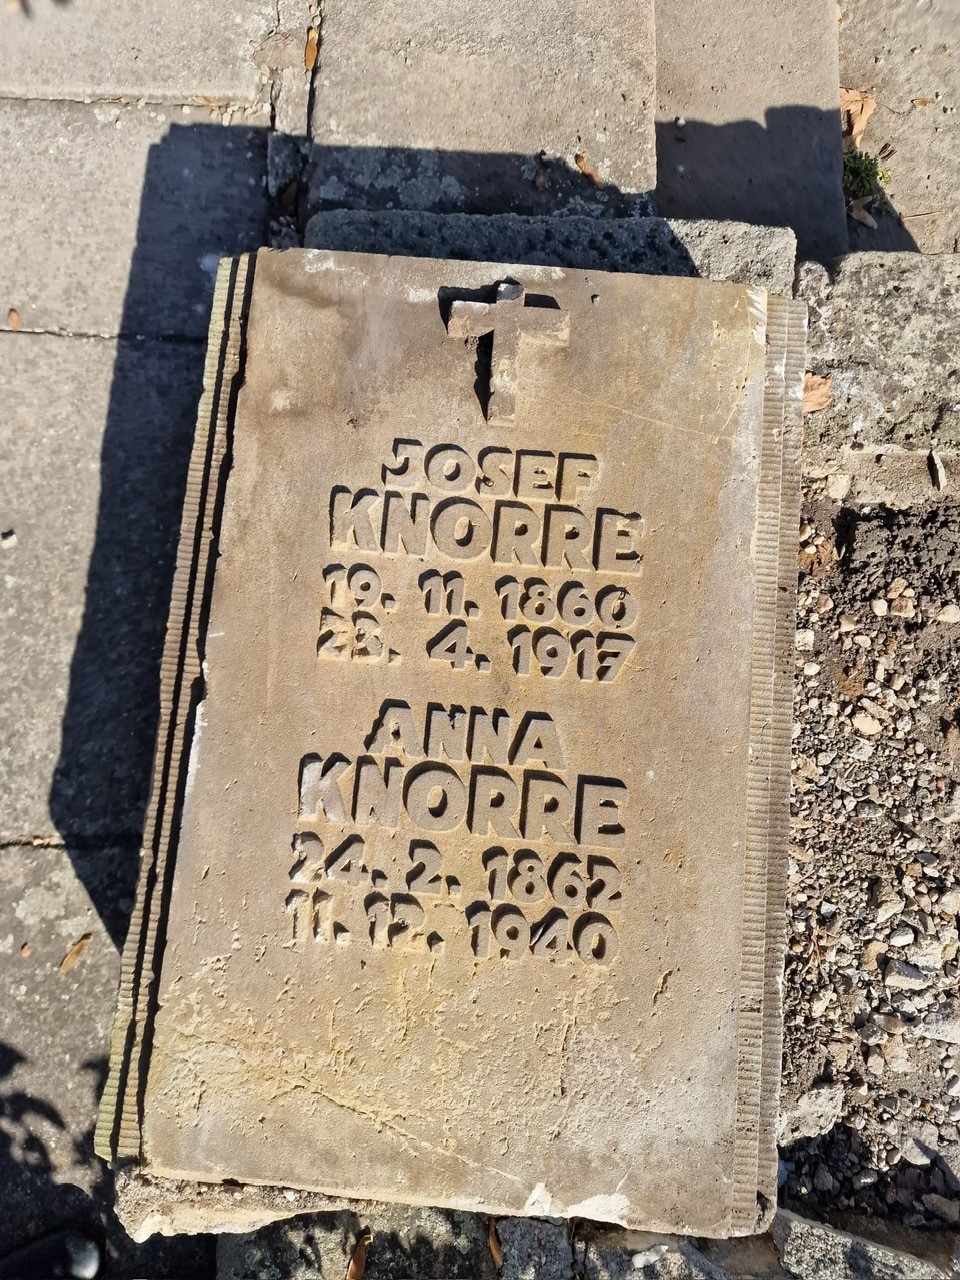 JOSEF
KNORRE
19. 11. 1860
23. 4. 1917
ANNA
KNORRE
24. 2. 1862
11. 12. 1940